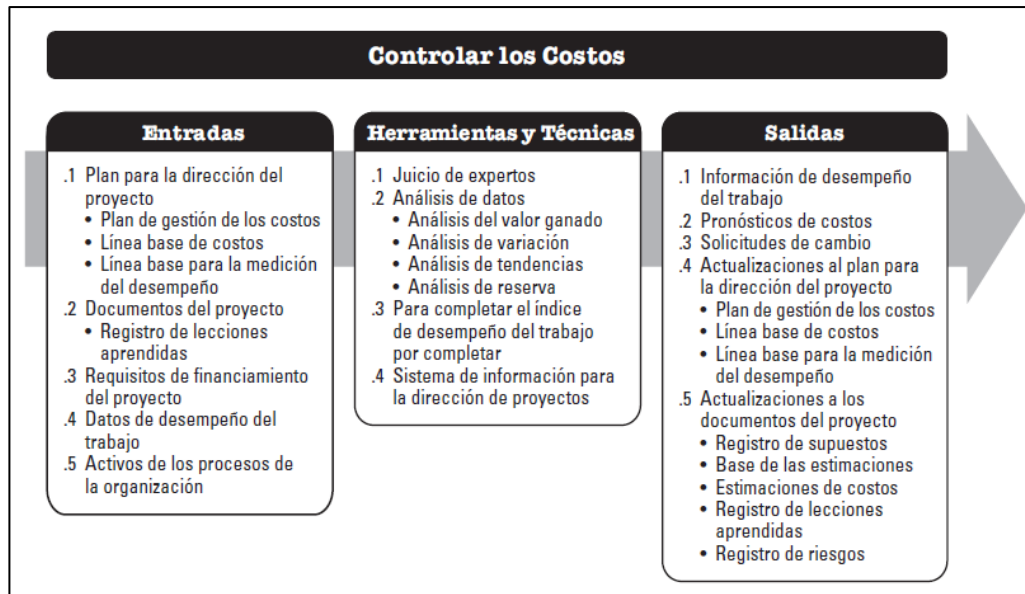 Controlar los Costos
Entradas
.1 Plan para la dirección del
proyecto
• Plan de gestión de los costos
• Línea base de costos
• Línea base para la medición
del desempeño
.2 Documentos del proyecto
• Registro de lecciones
aprendidas
.3 Requisitos de financiamiento
del proyecto
.4 Datos de desempeño del
trabajo
.5 Activos de los procesos de
la organización
Herramientas y Técnicas
.1 Juicio de expertos
.2 Análisis de datos
• Análisis del valor ganado
• Análisis de variación
• Análisis de tendencias
• Análisis de reserva
.3 Para completar el índice
de desempeño del trabajo
por completar
.4 Sistema de información para
la dirección de proyectos
Salidas
.1 Información de desempeño
del trabajo
.2 Pronósticos de costos
.3 Solicitudes de cambio
.4 Actualizaciones al plan para
la dirección del proyecto
• Plan de gestión de los costos
• Línea base de costos
• Línea base para la medición
del desempeño
.5 Actualizaciones a los
documentos del proyecto
• Registro de supuestos
• Base de las estimaciones
• Estimaciones de costos
• Registro de lecciones
aprendidas
• Registro de riesgos